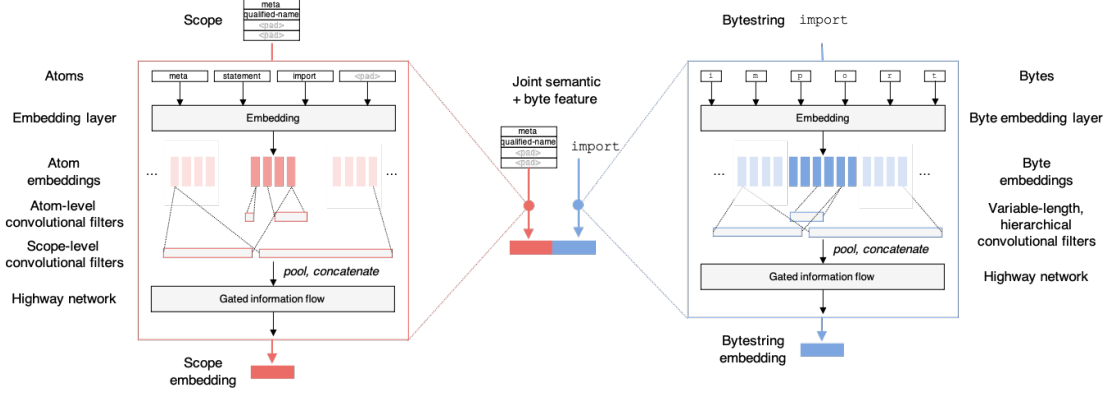 Scope
meta
qualified-name
<pad>
<pad>
Atoms
meta
statement
import
<pad>
Embedding layer
Embedding
Atom
embeddings
...
...
Atom-level
convolutional filters
Scope-level
convolutional filters
pool, concatenate
Highway network
Gated information flow
Scope
embedding
Joint semantic
+ byte feature
meta
qualified-name
<pad>
<pad>
import
Bytestring
import
i
m
p
o
r
t
Bytes
Embedding
Byte embedding layer
...
...
Byte
embeddings
Variable-length,
hierarchical
convolutional filters
pool, concatenate
Gated information flow
Highway network
Bytestring
embedding